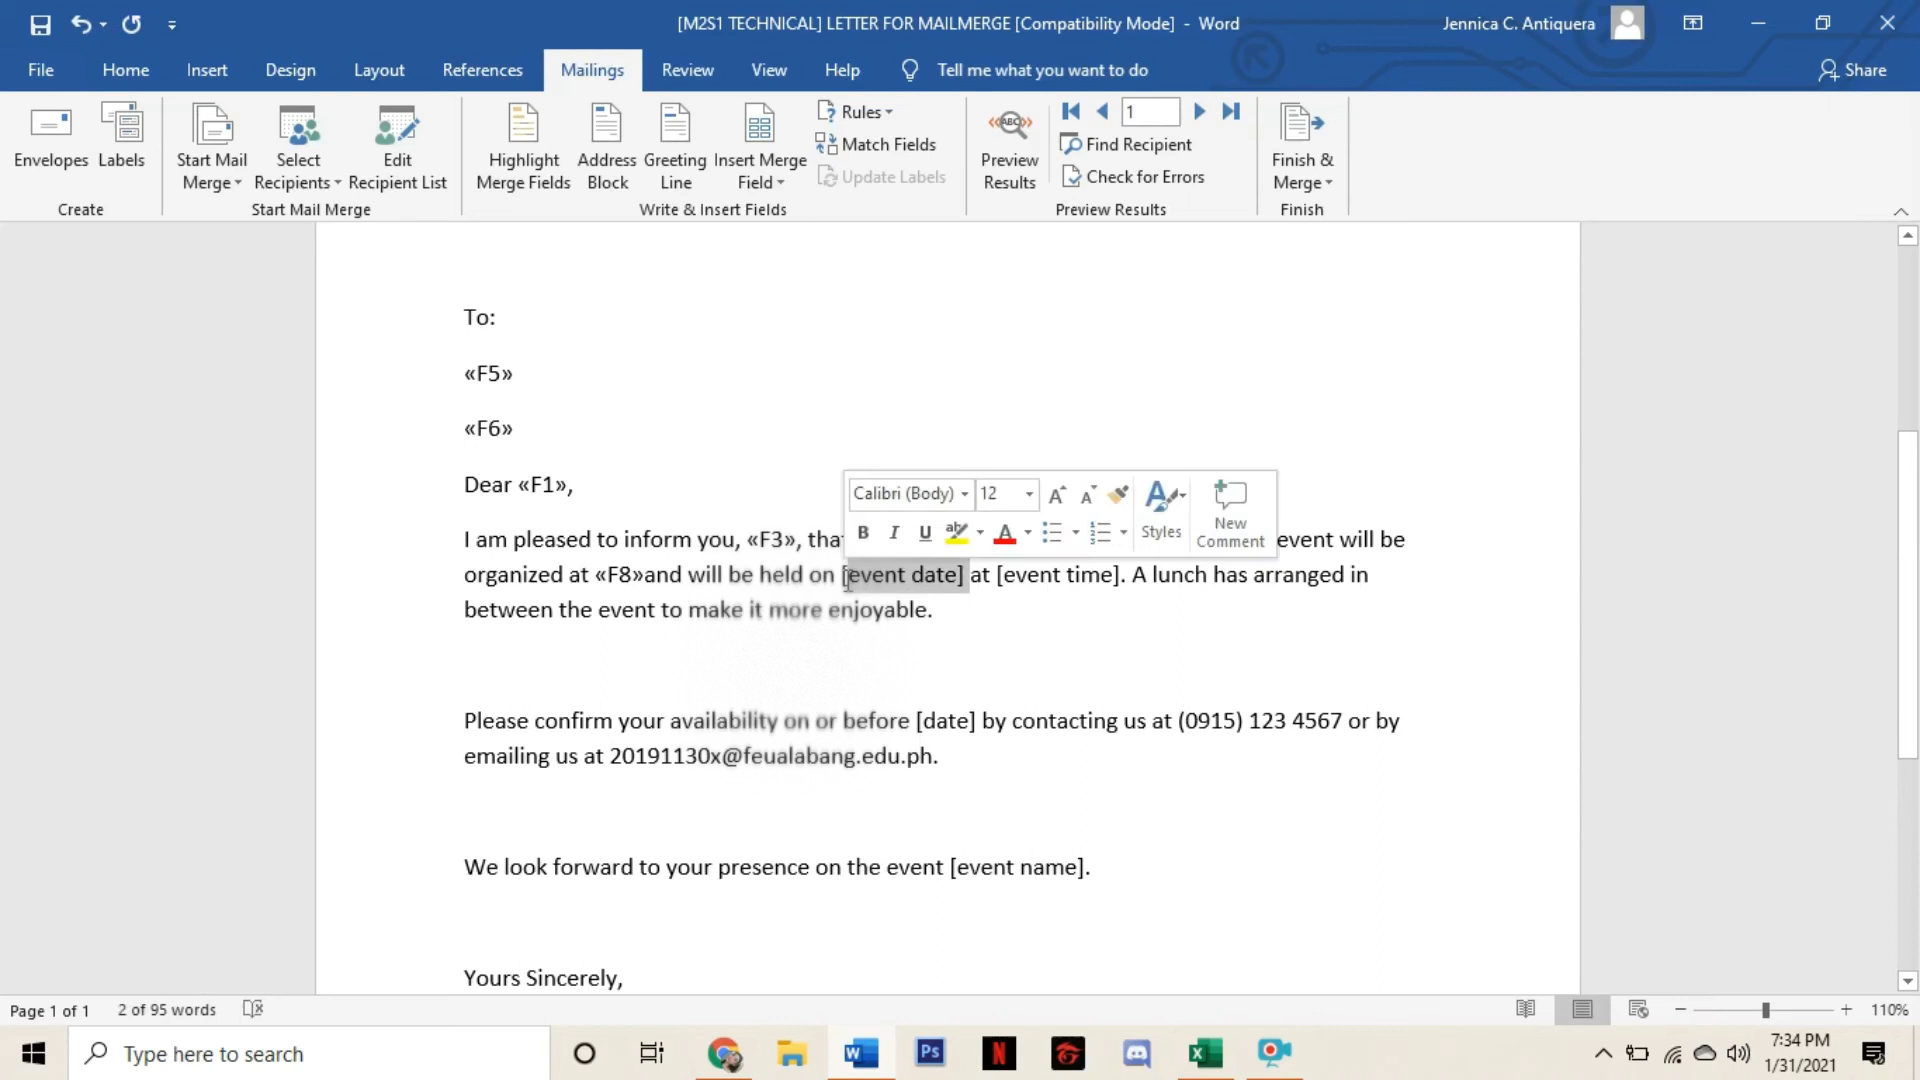 [M2S1 TECHNICAL] LETTER FOR MAILMERGE [Compatibility Mode] - Word
Jennica C. Antiquera
File Home Insert Design Layout References Mailings Review View Help Tell me what you want to do Share
Envelopes Labels
Start Mail Merge
Select Recipients
Edit Recipient List
Highlight Merge Fields
Address Block
Greeting Line
Insert Merge Field
Rules
Match Fields
Update Labels
ABC
Preview Results
1
Find Recipient
Check for Errors
Finish & Merge
Create
Start Mail Merge
Write & Insert Fields
Preview Results
Finish
To:
«F5»
«F6»
Dear «F1»,
Calibri (Body) 12 A A
B I U ab A Styles
New Comment
I am pleased to inform you, «F3», that event will be
organized at «F8»and will be held on [event date] at [event time]. A lunch has arranged in
between the event to make it more enjoyable.
Please confirm your availability on or before [date] by contacting us at (0915) 123 4567 or by
emailing us at 20191130x@feualabang.edu.ph.
We look forward to your presence on the event [event name].
Yours Sincerely,
Page 1 of 1 2 of 95 words 110%
Type here to search
Ps
7:34 PM
1/31/2021